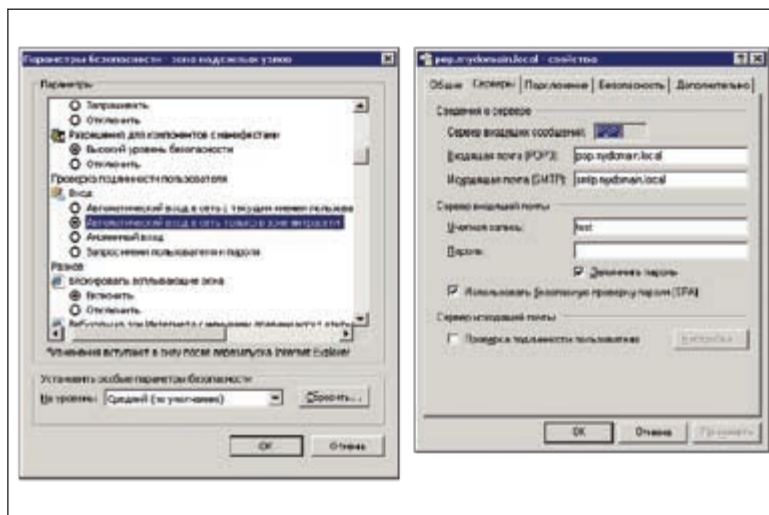 Параметры безопасности - зона надежных узлов
Параметры:
Запрашивать
Отключить
Разрешения для компонентов с манифестами
Высокий уровень безопасности
Отключить
Проверка подлинности пользователя
Вход
Автоматический вход в сеть с текущим именем пользова
Автоматический вход в сеть только в зоне интрасети
Анонимный вход
Запрос имени пользователя и пароля
Разное
Блокировать всплывающие окна
Включить
Отключить
*Изменения вступают в силу после перезапуска Internet Explorer
Установить особые параметры безопасности
На уровень: Средний (по умолчанию) Сбросить...
OK Отмена
pop.mydomain.local - свойства
Общие Серверы Подключение Безопасность Дополнительно
Сведения о сервере
Сервер входящих сообщений: POP3
Входящая почта (POP3): pop.mydomain.local
Исходящая почта (SMTP): smtp.mydomain.local
Сервер входящей почты
Учетная запись: test
Пароль:
Запомнить пароль
Использовать безопасную проверку пароля (SPA)
Сервер исходящей почты
Проверка подлинности пользователя Настройка...
OK Отмена Применить